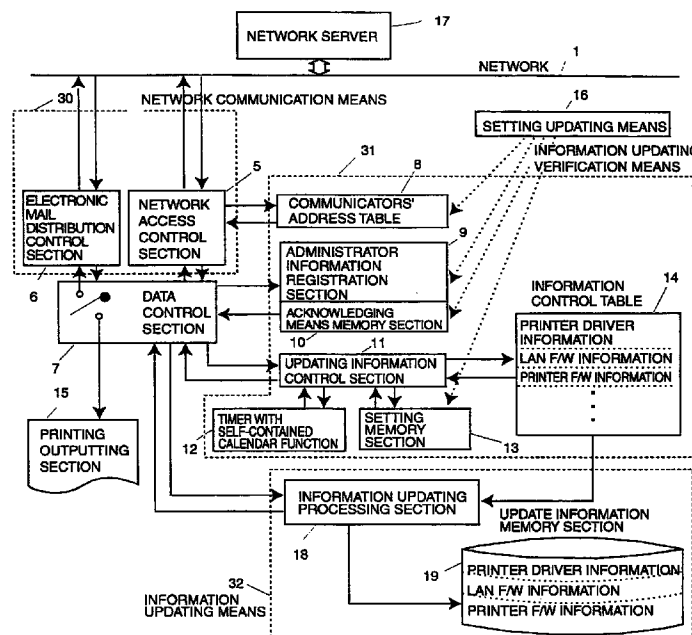 17
NETWORK SERVER
NETWORK
1
30
NETWORK COMMUNICATION MEANS
16
SETTING UPDATING MEANS
5
31
INFORMATION UPDATING
VERIFICATION MEANS
8
ELECTRONIC
MAIL
DISTRIBUTION
CONTROL
SECTION
NETWORK
ACCESS
CONTROL
SECTION
COMMUNICATORS'
ADDRESS TABLE
9
6
ADMINISTRATOR
INFORMATION
REGISTRATION
SECTION
DATA
CONTROL
SECTION
7
ACKNOWLEDGING
MEANS MEMORY SECTION
10
11
INFORMATION
CONTROL TABLE
14
PRINTER DRIVER
INFORMATION
LAN F/W INFORMATION
PRINTER F/W INFORMATION
UPDATING INFORMATION
CONTROL SECTION
15
PRINTING
OUTPUTTING
SECTION
12
TIMER WITH
SELF-CONTAINED
CALENDAR FUNCTION
SETTING
MEMORY
SECTION
13
INFORMATION UPDATING
PROCESSING SECTION
18
UPDATE INFORMATION
MEMORY SECTION
19
PRINTER DRIVER INFORMATION
LAN F/W INFORMATION
PRINTER F/W INFORMATION
32
INFORMATION
UPDATING MEANS